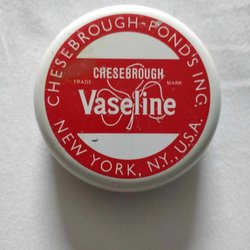 CHESEBROUGH-POND'S INC.
CHESEBROUGH
TRADE MARK
Vaseline
NEW YORK, N.Y., U.S.A.